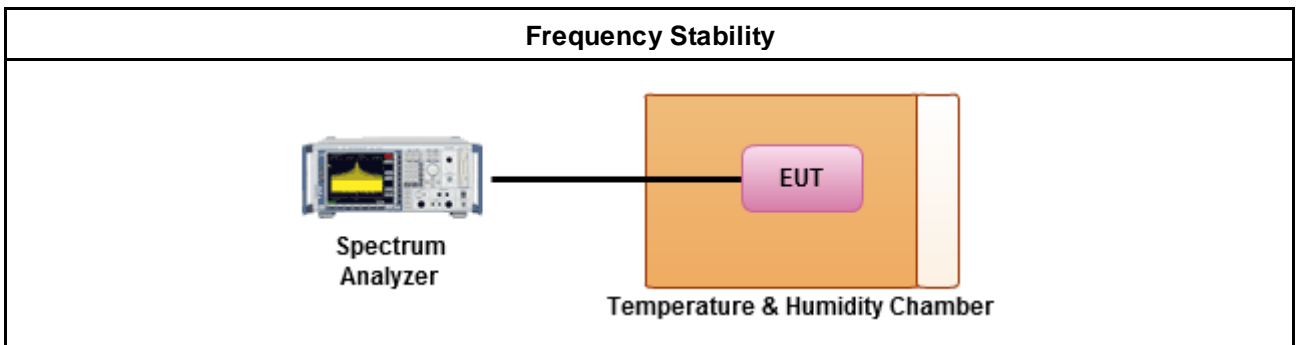 Frequency Stability
EUT
Spectrum
Analyzer
Temperature & Humidity Chamber